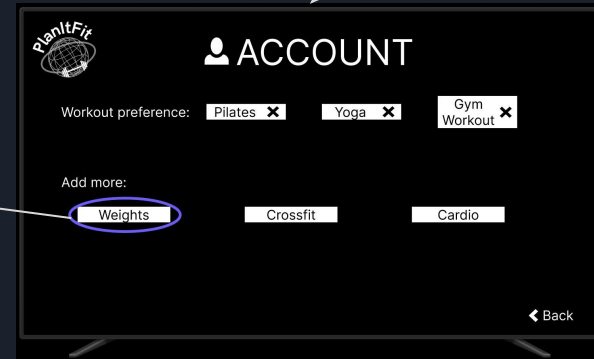 PlanItFit
ACCOUNT
Workout preference: Pilates Yoga Gym Workout
Add more:
Weights Crossfit Cardio
Back